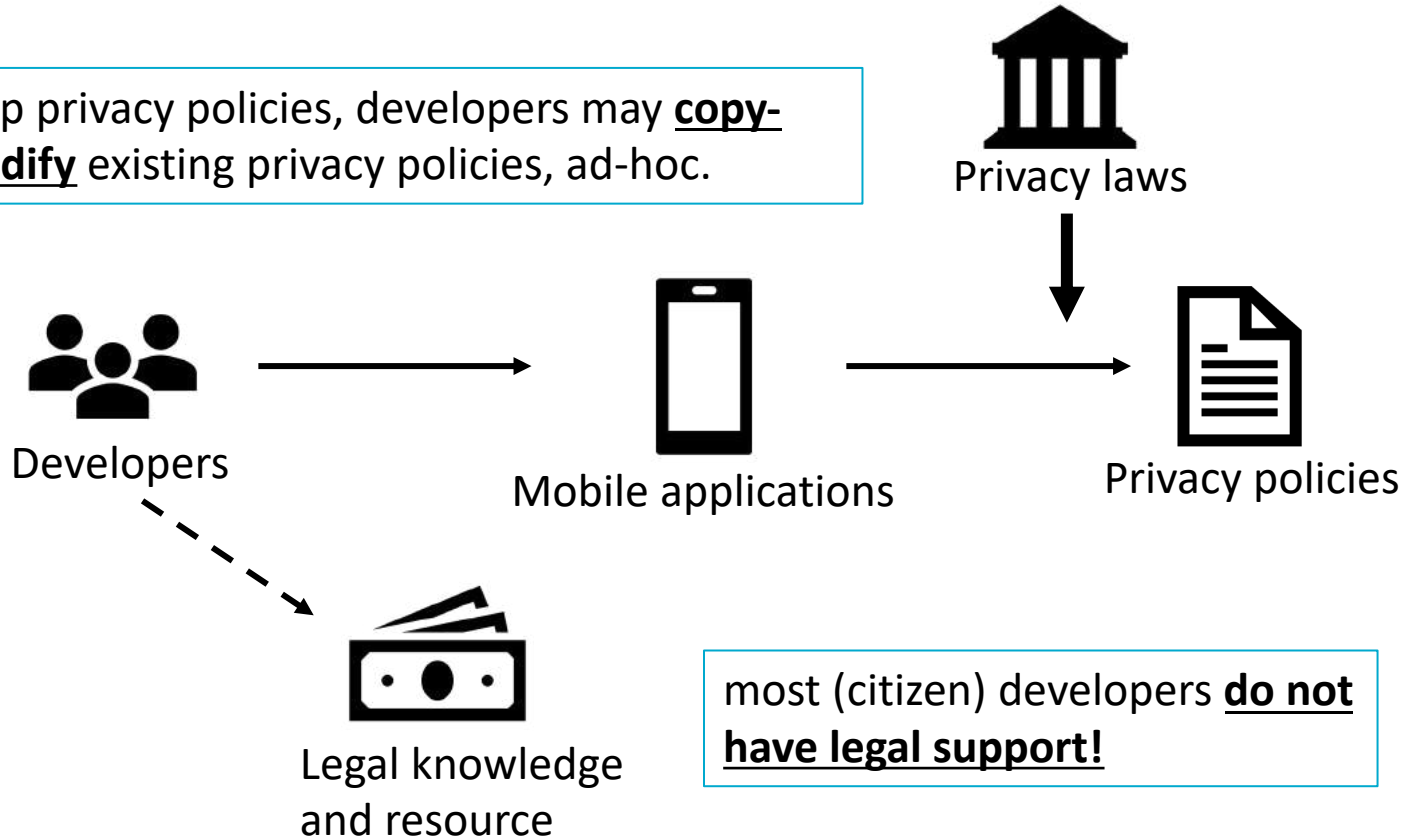 p privacy policies, developers may copy-
dify existing privacy policies, ad-hoc.
Privacy laws
Developers
Mobile applications
Privacy policies
Legal knowledge
and resource
most (citizen) developers do not
have legal support!